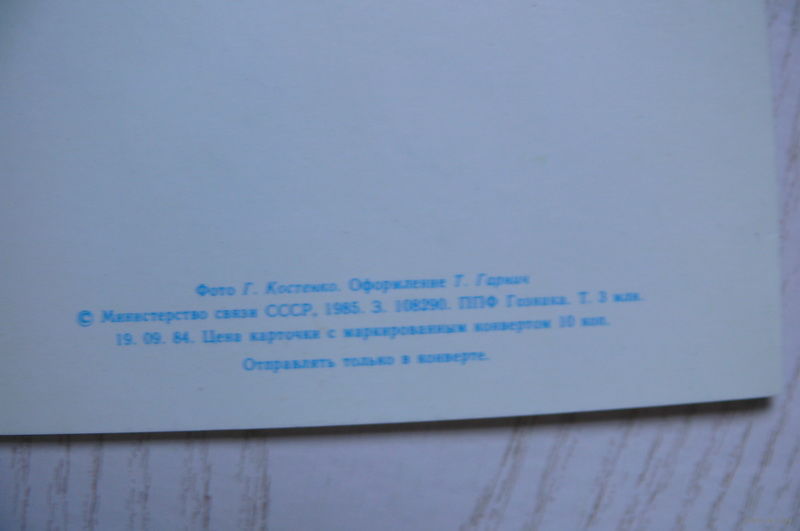 Фото Г. Костенко. Оформление Т. Гаркич
© Министерство связи СССР, 1985. З. 108290. ППФ Гознака. Т. 3 млн.
19. 09. 84. Цена карточки с маркированным конвертом 10 коп.
Отправлять только в конверте.